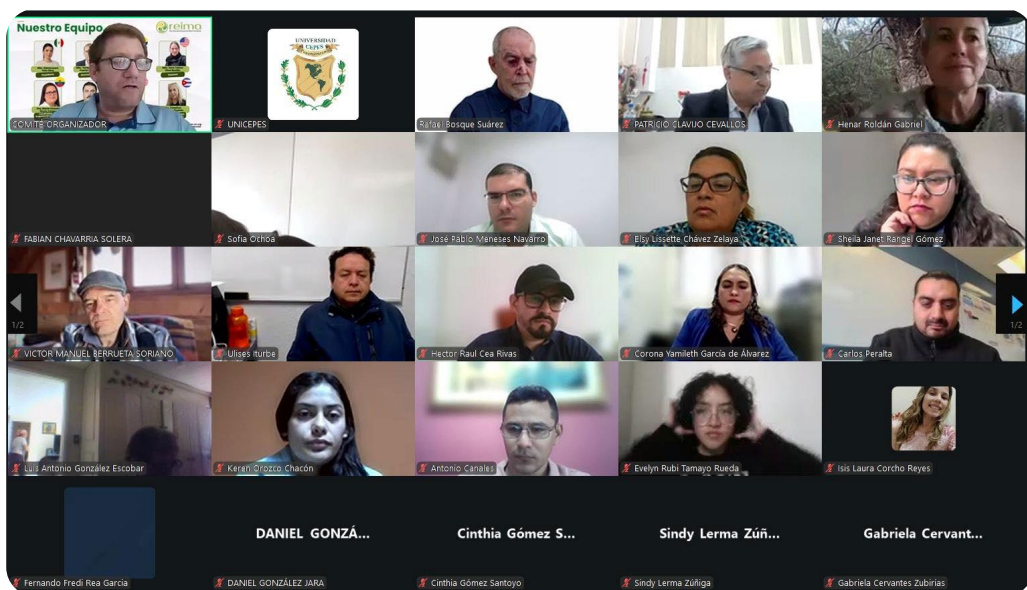 Nuestro Equipo
reima
COMITÉ ORGANIZADOR
UNIVERSIDAD
CEPES
UNICEPES
Rafael Bosque Suárez
PATRICIO CLAVIJO CEVALLOS
Henar Roldán Gabriel
FABIAN CHAVARRIA SOLERA
Sofia Ochoa
José Pablo Meneses Navarro
Elsy Lissette Chávez Zelaya
Sheila Janet Rangel Gómez
1/2
VICTOR MANUEL BERRUETA SORIANO
Ulises Iturbe
Hector Raul Cea Rivas
Corona Yamileth García de Álvarez
Carlos Peralta
1/2
Luis Antonio González Escobar
Keren Orozco Chacón
Antonio Canales
Evelyn Rubi Tamayo Rueda
Isis Laura Corcho Reyes
DANIEL GONZÁ...
Cinthia Gómez S...
Sindy Lerma Zúñ...
Gabriela Cervant...
Fernando Fredi Rea Garcia
DANIEL GONZÁLEZ JARA
Cinthia Gómez Santoyo
Sindy Lerma Zúñiga
Gabriela Cervantes Zubirias